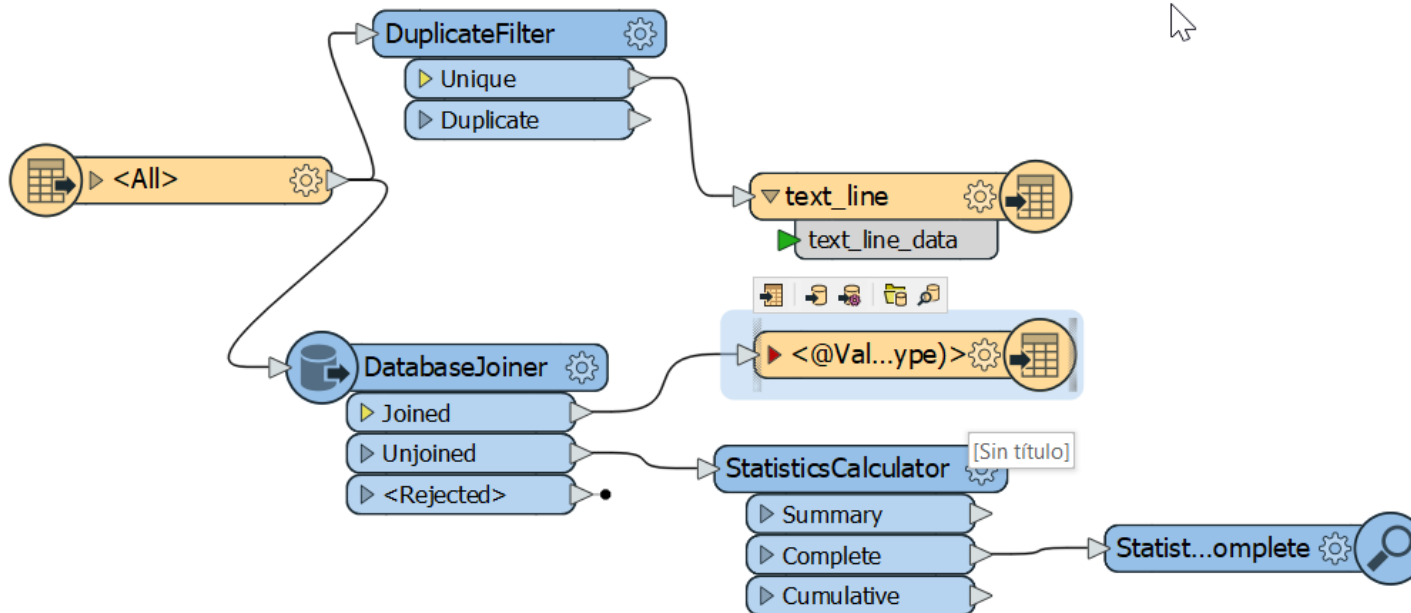 DuplicateFilter
Unique
Duplicate
<All>
text_line
text_line_data
<@Val...ype)>
DatabaseJoiner
Joined
Unjoined
<Rejected>
[Sin título]
StatisticsCalculator
Summary
Complete
Cumulative
Statist...omplete